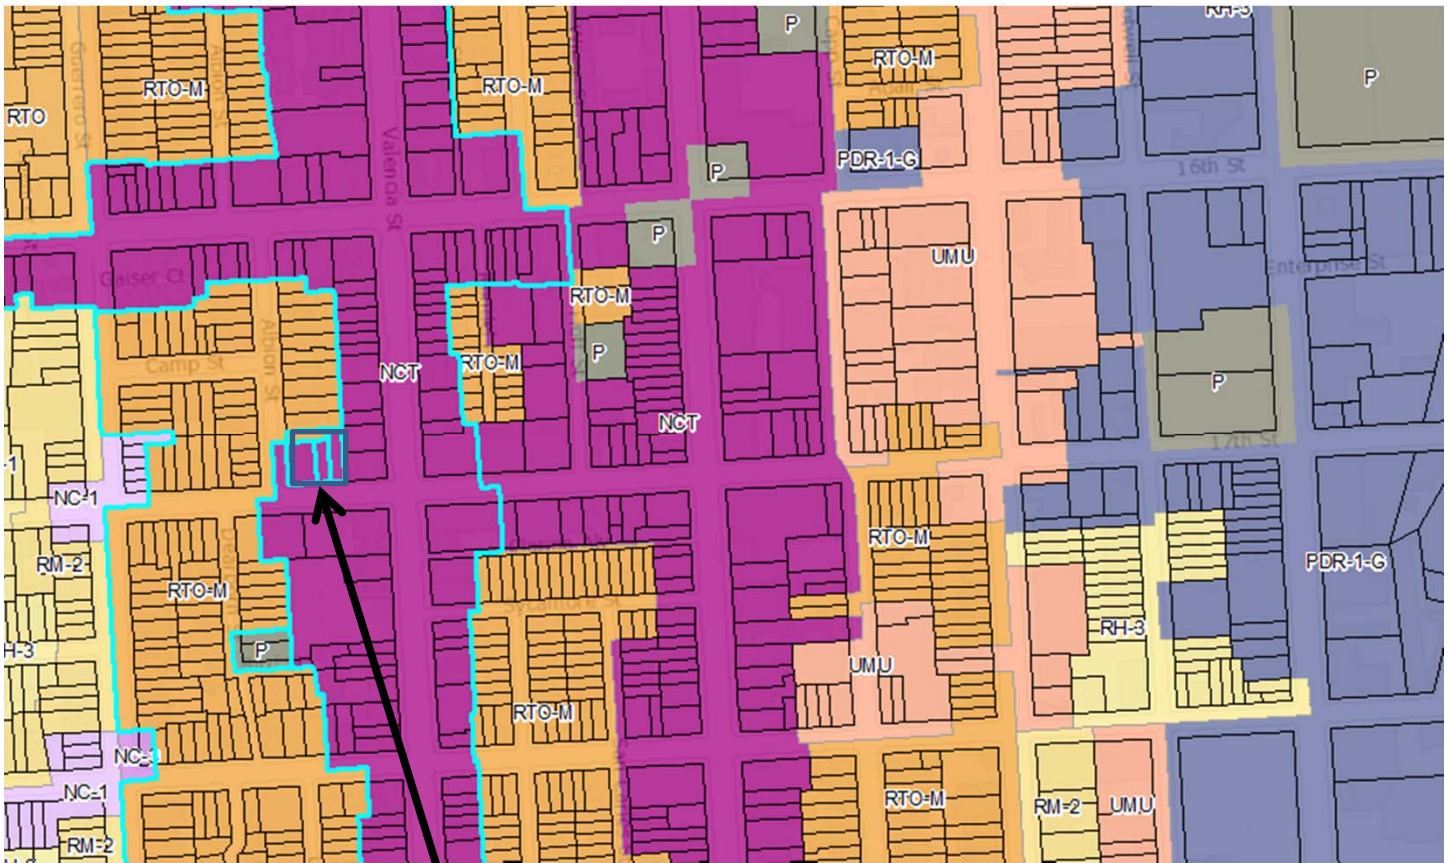 P
RH-3
RTO-M
RTO-M
RTO-M
P
RTO
Guerrero St
Albion St
Valencia St
Capp St
Adair St
PDR-1-G
P
16th St
P
UMU
Gaiser Ct
Enterprise St
RTO-M
Camp St
Albion St
NCT
RTO-M
P
P
NCT
17th St
-1
NC-1
RM-2
RTO-M
RTO-M
PDR-1-G
Sycamore St
H-3
P
RH-3
UMU
RTO-M
NC-1
RTO-M
RM-2
UMU
RM-2